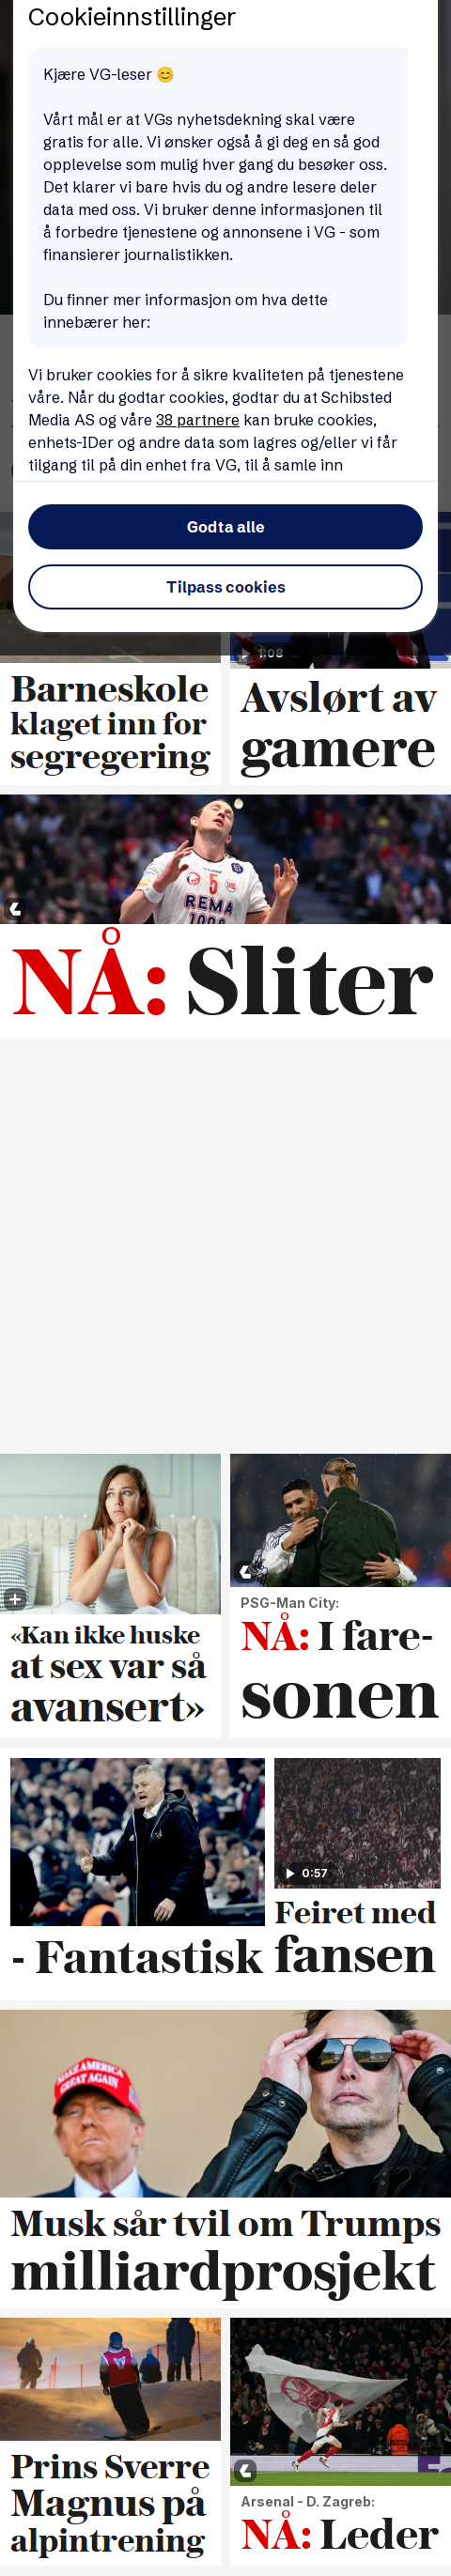 Cookieinnstillinger
Kjære VG-leser 😊
Vårt mål er at VGs nyhetsdekning skal være
gratis for alle. Vi ønsker også å gi deg en så god
opplevelse som mulig hver gang du besøker oss.
Det klarer vi bare hvis du og andre lesere deler
data med oss. Vi bruker denne informasjonen til
å forbedre tjenestene og annonsene i VG - som
finansierer journalistikken.
Du finner mer informasjon om hva dette
innebærer her:
Vi bruker cookies for å sikre kvaliteten på tjenestene
våre. Når du godtar cookies, godtar du at Schibsted
Media AS og våre 38 partnere kan bruke cookies,
enhets-IDer og andre data som lagres og/eller vi får
tilgang til på din enhet fra VG, til å samle inn
Godta alle
Tilpass cookies
1:08
Barneskole
klaget inn for
segregering
Avslørt av
gamere
5
REMA
1000
NÅ: Sliter
«Kan ikke huske
at sex var så
avansert»
PSG-Man City:
NÅ: I fare-
sonen
- Fantastisk
0:57
Feiret med
fansen
MAKE AMERICA
GREAT AGAIN
Musk sår tvil om Trumps
milliardprosjekt
Prins Sverre
Magnus på
alpintrening
Arsenal - D. Zagreb:
NÅ: Leder